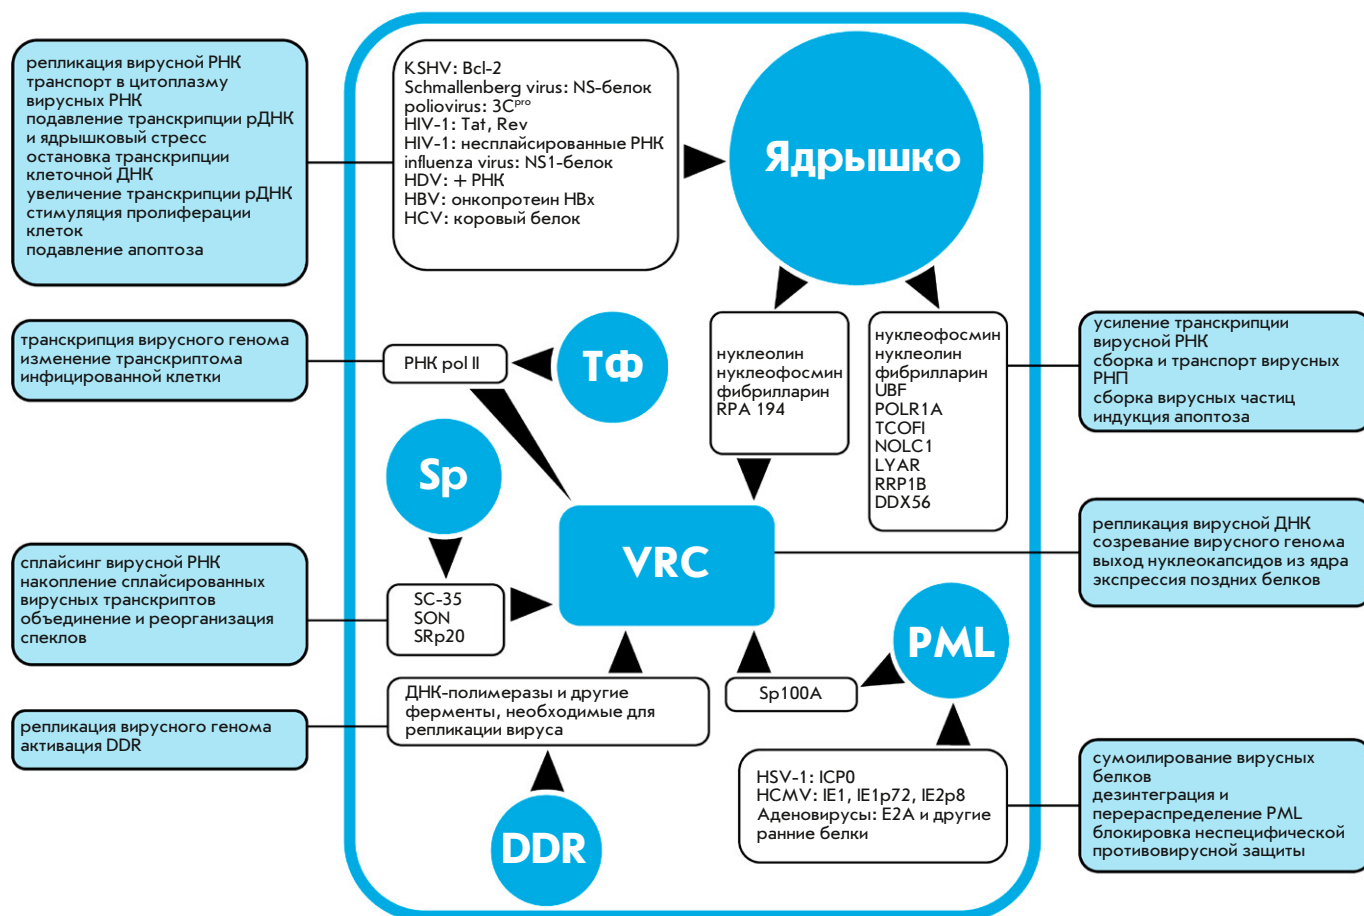 репликация вирусной РНК
транспорт в цитоплазму
вирусных РНК
подавление транскрипции рДНК
и ядрышковый стресс
остановка транскрипции
клеточной ДНК
увеличение транскрипции рДНК
стимуляция пролиферации
клеток
подавление апоптоза
KSHV: Bcl-2
Schmallenberg virus: NS-белок
poliovirus: 3Cpro
HIV-1: Tat, Rev
HIV-1: несплайсированные РНК
influenza virus: NS1-белок
HDV: + РНК
HBV: онкопротеин HBx
HCV: коровый белок
Ядрышко
транскрипция вирусного генома
изменение транскриптома
инфицированной клетки
РНК pol II
ТФ
нуклеолин
нуклеофосмин
фибрилларин
RPA 194
нуклеофосмин
нуклеолин
фибрилларин
UBF
POLR1A
TCOFI
NOLC1
LYAR
RRP1B
DDX56
усиление транскрипции
вирусной РНК
сборка и транспорт вирусных
РНП
сборка вирусных частиц
индукция апоптоза
Sp
VRC
репликация вирусной ДНК
созревание вирусного генома
выход нуклеокапсидов из ядра
экспрессия поздних белков
сплайсинг вирусной РНК
накопление сплайсированных
вирусных транскриптов
объединение и реорганизация
спеклов
SC-35
SON
SRp20
PML
Sp100A
ДНК-полимеразы и другие
ферменты, необходимые для
репликации вируса
репликация вирусного генома
активация DDR
DDR
HSV-1: ICP0
HCMV: IE1, IE1p72, IE2p8
Аденовирусы: E2A и другие
ранние белки
сумоилирование вирусных
белков
дезинтеграция и
перераспределение PML
блокировка неспецифической
противовирусной защиты